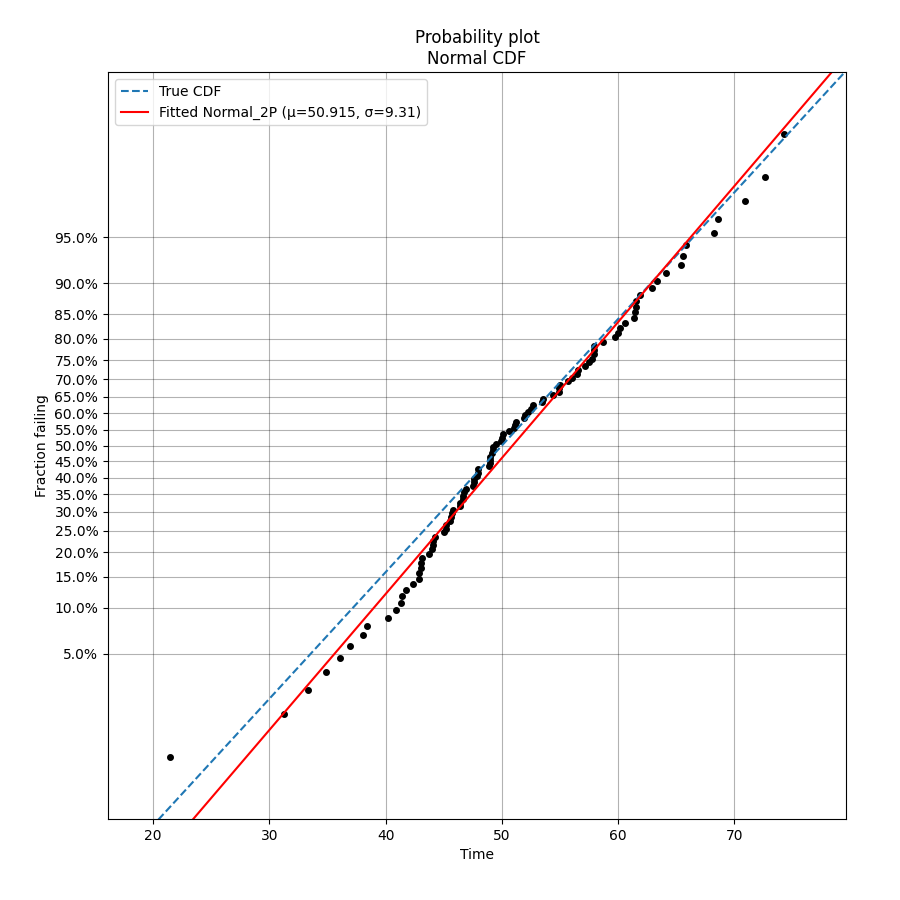 Probability plot
Normal CDF
True CDF
Fitted Normal_2P (μ=50.915, σ=9.31)
95.0%
90.0%
85.0%
80.0%
75.0%
70.0%
65.0%
60.0%
55.0%
50.0%
45.0%
40.0%
35.0%
30.0%
25.0%
20.0%
15.0%
10.0%
5.0%
Fraction failing
20 30 40 50 60 70
Time